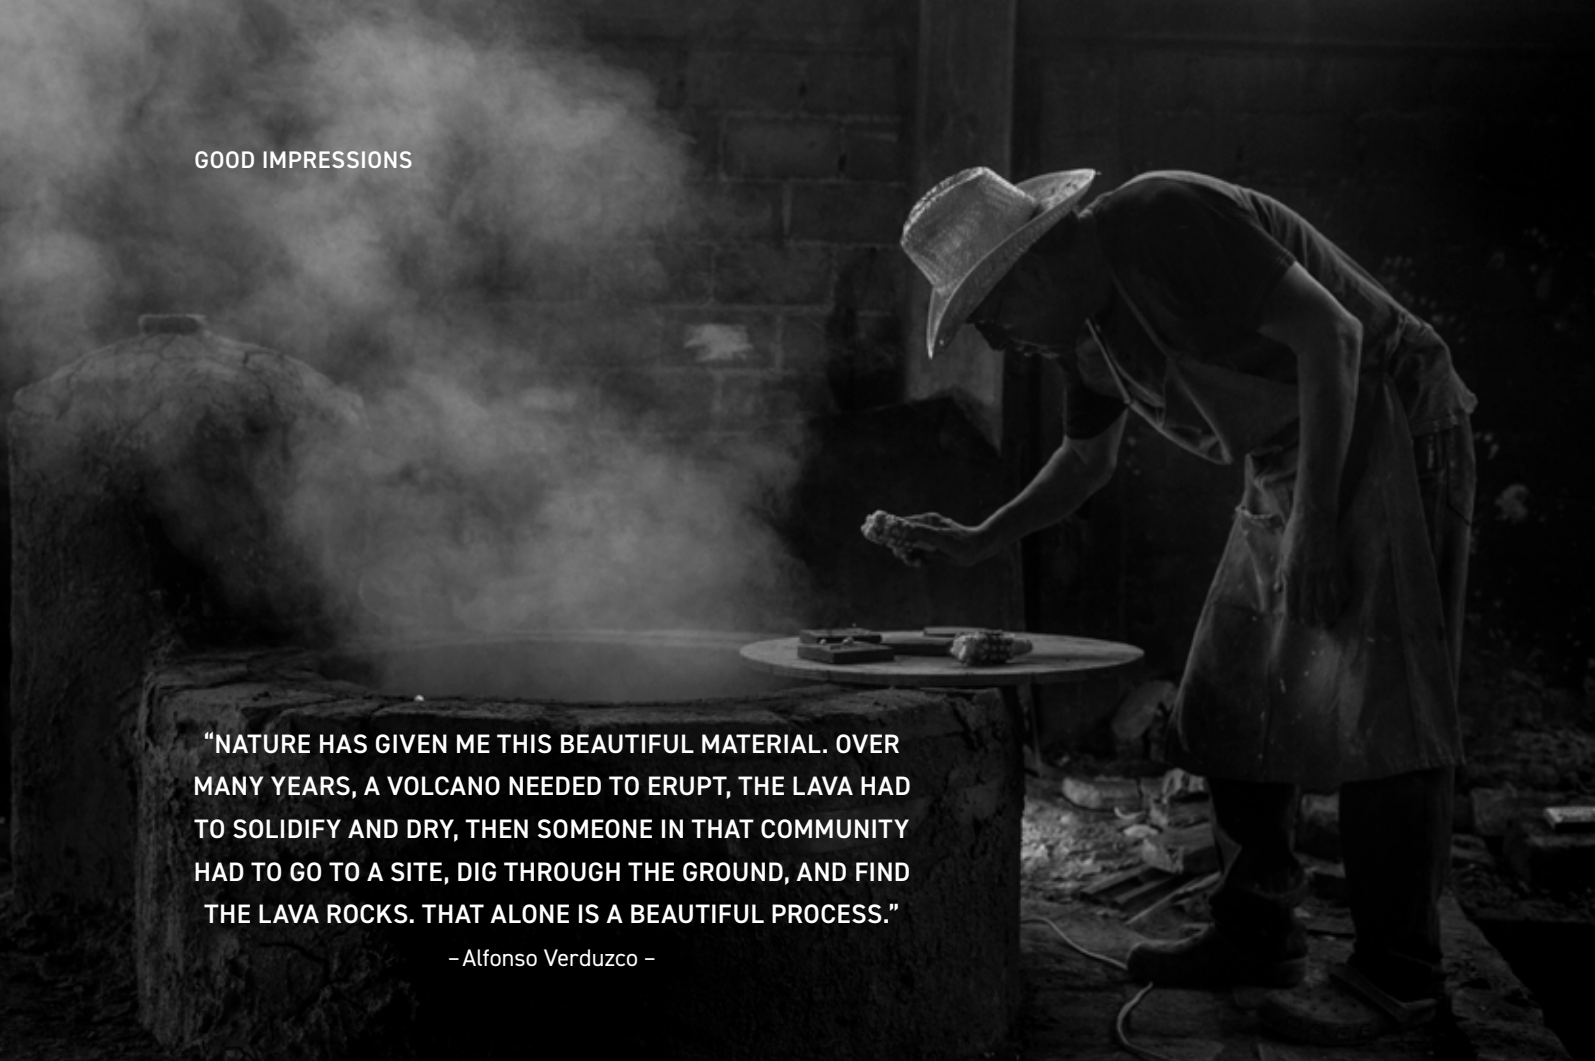 GOOD IMPRESSIONS
“NATURE HAS GIVEN ME THIS BEAUTIFUL MATERIAL. OVER
MANY YEARS, A VOLCANO NEEDED TO ERUPT, THE LAVA HAD
TO SOLIDIFY AND DRY, THEN SOMEONE IN THAT COMMUNITY
HAD TO GO TO A SITE, DIG THROUGH THE GROUND, AND FIND
THE LAVA ROCKS. THAT ALONE IS A BEAUTIFUL PROCESS.”
– Alfonso Verduzco –